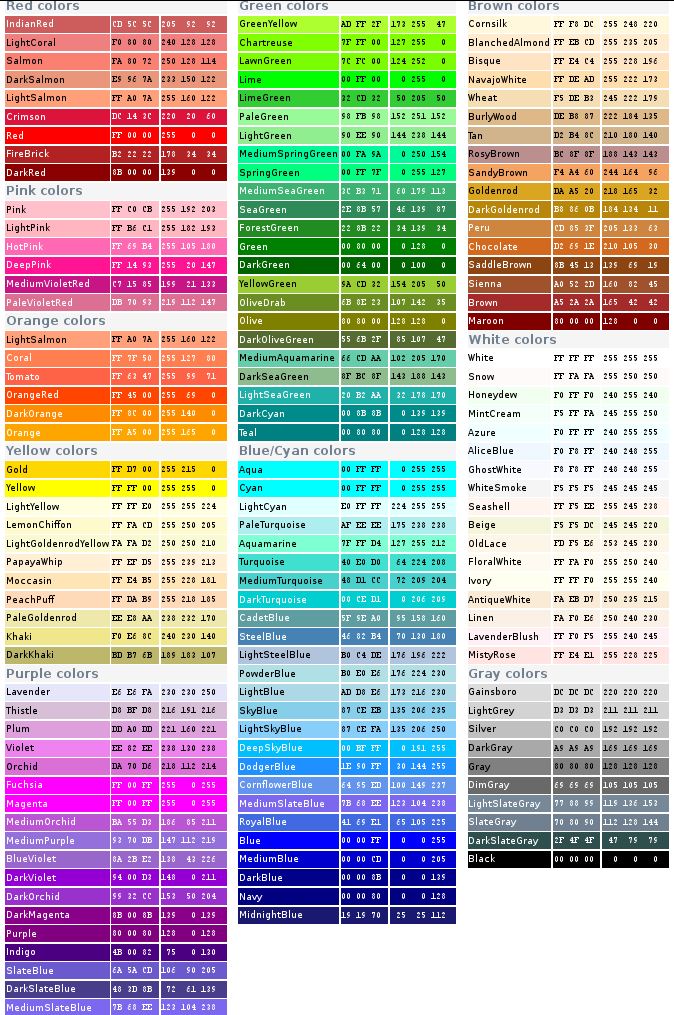 Red colors
IndianRed CD 5C 5C 205 92 92
LightCoral F0 80 80 240 128 128
Salmon FA 80 72 250 128 114
DarkSalmon E9 96 7A 233 150 122
LightSalmon FF A0 7A 255 160 122
Crimson DC 14 3C 220 20 60
Red FF 00 00 255 0 0
FireBrick B2 22 22 178 34 34
DarkRed 8B 00 00 139 0 0
Pink colors
Pink FF C0 CB 255 192 203
LightPink FF B6 C1 255 182 193
HotPink FF 69 B4 255 105 180
DeepPink FF 14 93 255 20 147
MediumVioletRed C7 15 85 199 21 133
PaleVioletRed DB 70 93 219 112 147
Orange colors
LightSalmon FF A0 7A 255 160 122
Coral FF 7F 50 255 127 80
Tomato FF 63 47 255 99 71
OrangeRed FF 45 00 255 69 0
DarkOrange FF 8C 00 255 140 0
Orange FF A5 00 255 165 0
Yellow colors
Gold FF D7 00 255 215 0
Yellow FF FF 00 255 255 0
LightYellow FF FF E0 255 255 224
LemonChiffon FF FA CD 255 250 205
LightGoldenrodYellow FA FA D2 250 250 210
PapayaWhip FF EF D5 255 239 213
Moccasin FF E4 B5 255 228 181
PeachPuff FF DA B9 255 218 185
PaleGoldenrod EE E8 AA 238 232 170
Khaki F0 E6 8C 240 230 140
DarkKhaki BD B7 6B 189 183 107
Purple colors
Lavender E6 E6 FA 230 230 250
Thistle D8 BF D8 216 191 216
Plum DD A0 DD 221 160 221
Violet EE 82 EE 238 130 238
Orchid DA 70 D6 218 112 214
Fuchsia FF 00 FF 255 0 255
Magenta FF 00 FF 255 0 255
MediumOrchid BA 55 D3 186 85 211
MediumPurple 93 70 DB 147 112 219
BlueViolet 8A 2B E2 138 43 226
DarkViolet 94 00 D3 148 0 211
DarkOrchid 99 32 CC 153 50 204
DarkMagenta 8B 00 8B 139 0 139
Purple 80 00 80 128 0 128
Indigo 4B 00 82 75 0 130
SlateBlue 6A 5A CD 106 90 205
DarkSlateBlue 48 3D 8B 72 61 139
MediumSlateBlue 7B 68 EE 123 104 238
Green colors
GreenYellow AD FF 2F 173 255 47
Chartreuse 7F FF 00 127 255 0
LawnGreen 7C FC 00 124 252 0
Lime 00 FF 00 0 255 0
LimeGreen 32 CD 32 50 205 50
PaleGreen 98 FB 98 152 251 152
LightGreen 90 EE 90 144 238 144
MediumSpringGreen 00 FA 9A 0 250 154
SpringGreen 00 FF 7F 0 255 127
MediumSeaGreen 3C B3 71 60 179 113
SeaGreen 2E 8B 57 46 139 87
ForestGreen 22 8B 22 34 139 34
Green 00 80 00 0 128 0
DarkGreen 00 64 00 0 100 0
YellowGreen 9A CD 32 154 205 50
OliveDrab 6B 8E 23 107 142 35
Olive 80 80 00 128 128 0
DarkOliveGreen 55 6B 2F 85 107 47
MediumAquamarine 66 CD AA 102 205 170
DarkSeaGreen 8F BC 8F 143 188 143
LightSeaGreen 20 B2 AA 32 178 170
DarkCyan 00 8B 8B 0 139 139
Teal 00 80 80 0 128 128
Blue/Cyan colors
Aqua 00 FF FF 0 255 255
Cyan 00 FF FF 0 255 255
LightCyan E0 FF FF 224 255 255
PaleTurquoise AF EE EE 175 238 238
Aquamarine 7F FF D4 127 255 212
Turquoise 40 E0 D0 64 224 208
MediumTurquoise 48 D1 CC 72 209 204
DarkTurquoise 00 CE D1 0 206 209
CadetBlue 5F 9E A0 95 158 160
SteelBlue 46 82 B4 70 130 180
LightSteelBlue B0 C4 DE 176 196 222
PowderBlue B0 E0 E6 176 224 230
LightBlue AD D8 E6 173 216 230
SkyBlue 87 CE EB 135 206 235
LightSkyBlue 87 CE FA 135 206 250
DeepSkyBlue 00 BF FF 0 191 255
DodgerBlue 1E 90 FF 30 144 255
CornflowerBlue 64 95 ED 100 149 237
MediumSlateBlue 7B 68 EE 123 104 238
RoyalBlue 41 69 E1 65 105 225
Blue 00 00 FF 0 0 255
MediumBlue 00 00 CD 0 0 205
DarkBlue 00 00 8B 0 0 139
Navy 00 00 80 0 0 128
MidnightBlue 19 19 70 25 25 112
Brown colors
Cornsilk FF F8 DC 255 248 220
BlanchedAlmond FF EB CD 255 235 205
Bisque FF E4 C4 255 228 196
NavajoWhite FF DE AD 255 222 173
Wheat F5 DE B3 245 222 179
BurlyWood DE B8 87 222 184 135
Tan D2 B4 8C 210 180 140
RosyBrown BC 8F 8F 188 143 143
SandyBrown F4 A4 60 244 164 96
Goldenrod DA A5 20 218 165 32
DarkGoldenrod B8 86 0B 184 134 11
Peru CD 85 3F 205 133 63
Chocolate D2 69 1E 210 105 30
SaddleBrown 8B 45 13 139 69 19
Sienna A0 52 2D 160 82 45
Brown A5 2A 2A 165 42 42
Maroon 80 00 00 128 0 0
White colors
White FF FF FF 255 255 255
Snow FF FA FA 255 250 250
Honeydew F0 FF F0 240 255 240
MintCream F5 FF FA 245 255 250
Azure F0 FF FF 240 255 255
AliceBlue F0 F8 FF 240 248 255
GhostWhite F8 F8 FF 248 248 255
WhiteSmoke F5 F5 F5 245 245 245
Seashell FF F5 EE 255 245 238
Beige F5 F5 DC 245 245 220
OldLace FD F5 E6 253 245 230
FloralWhite FF FA F0 255 250 240
Ivory FF FF F0 255 255 240
AntiqueWhite FA EB D7 250 235 215
Linen FA F0 E6 250 240 230
LavenderBlush FF F0 F5 255 240 245
MistyRose FF E4 E1 255 228 225
Gray colors
Gainsboro DC DC DC 220 220 220
LightGrey D3 D3 D3 211 211 211
Silver C0 C0 C0 192 192 192
DarkGray A9 A9 A9 169 169 169
Gray 80 80 80 128 128 128
DimGray 69 69 69 105 105 105
LightSlateGray 77 88 99 119 136 153
SlateGray 70 80 90 112 128 144
DarkSlateGray 2F 4F 4F 47 79 79
Black 00 00 00 0 0 0